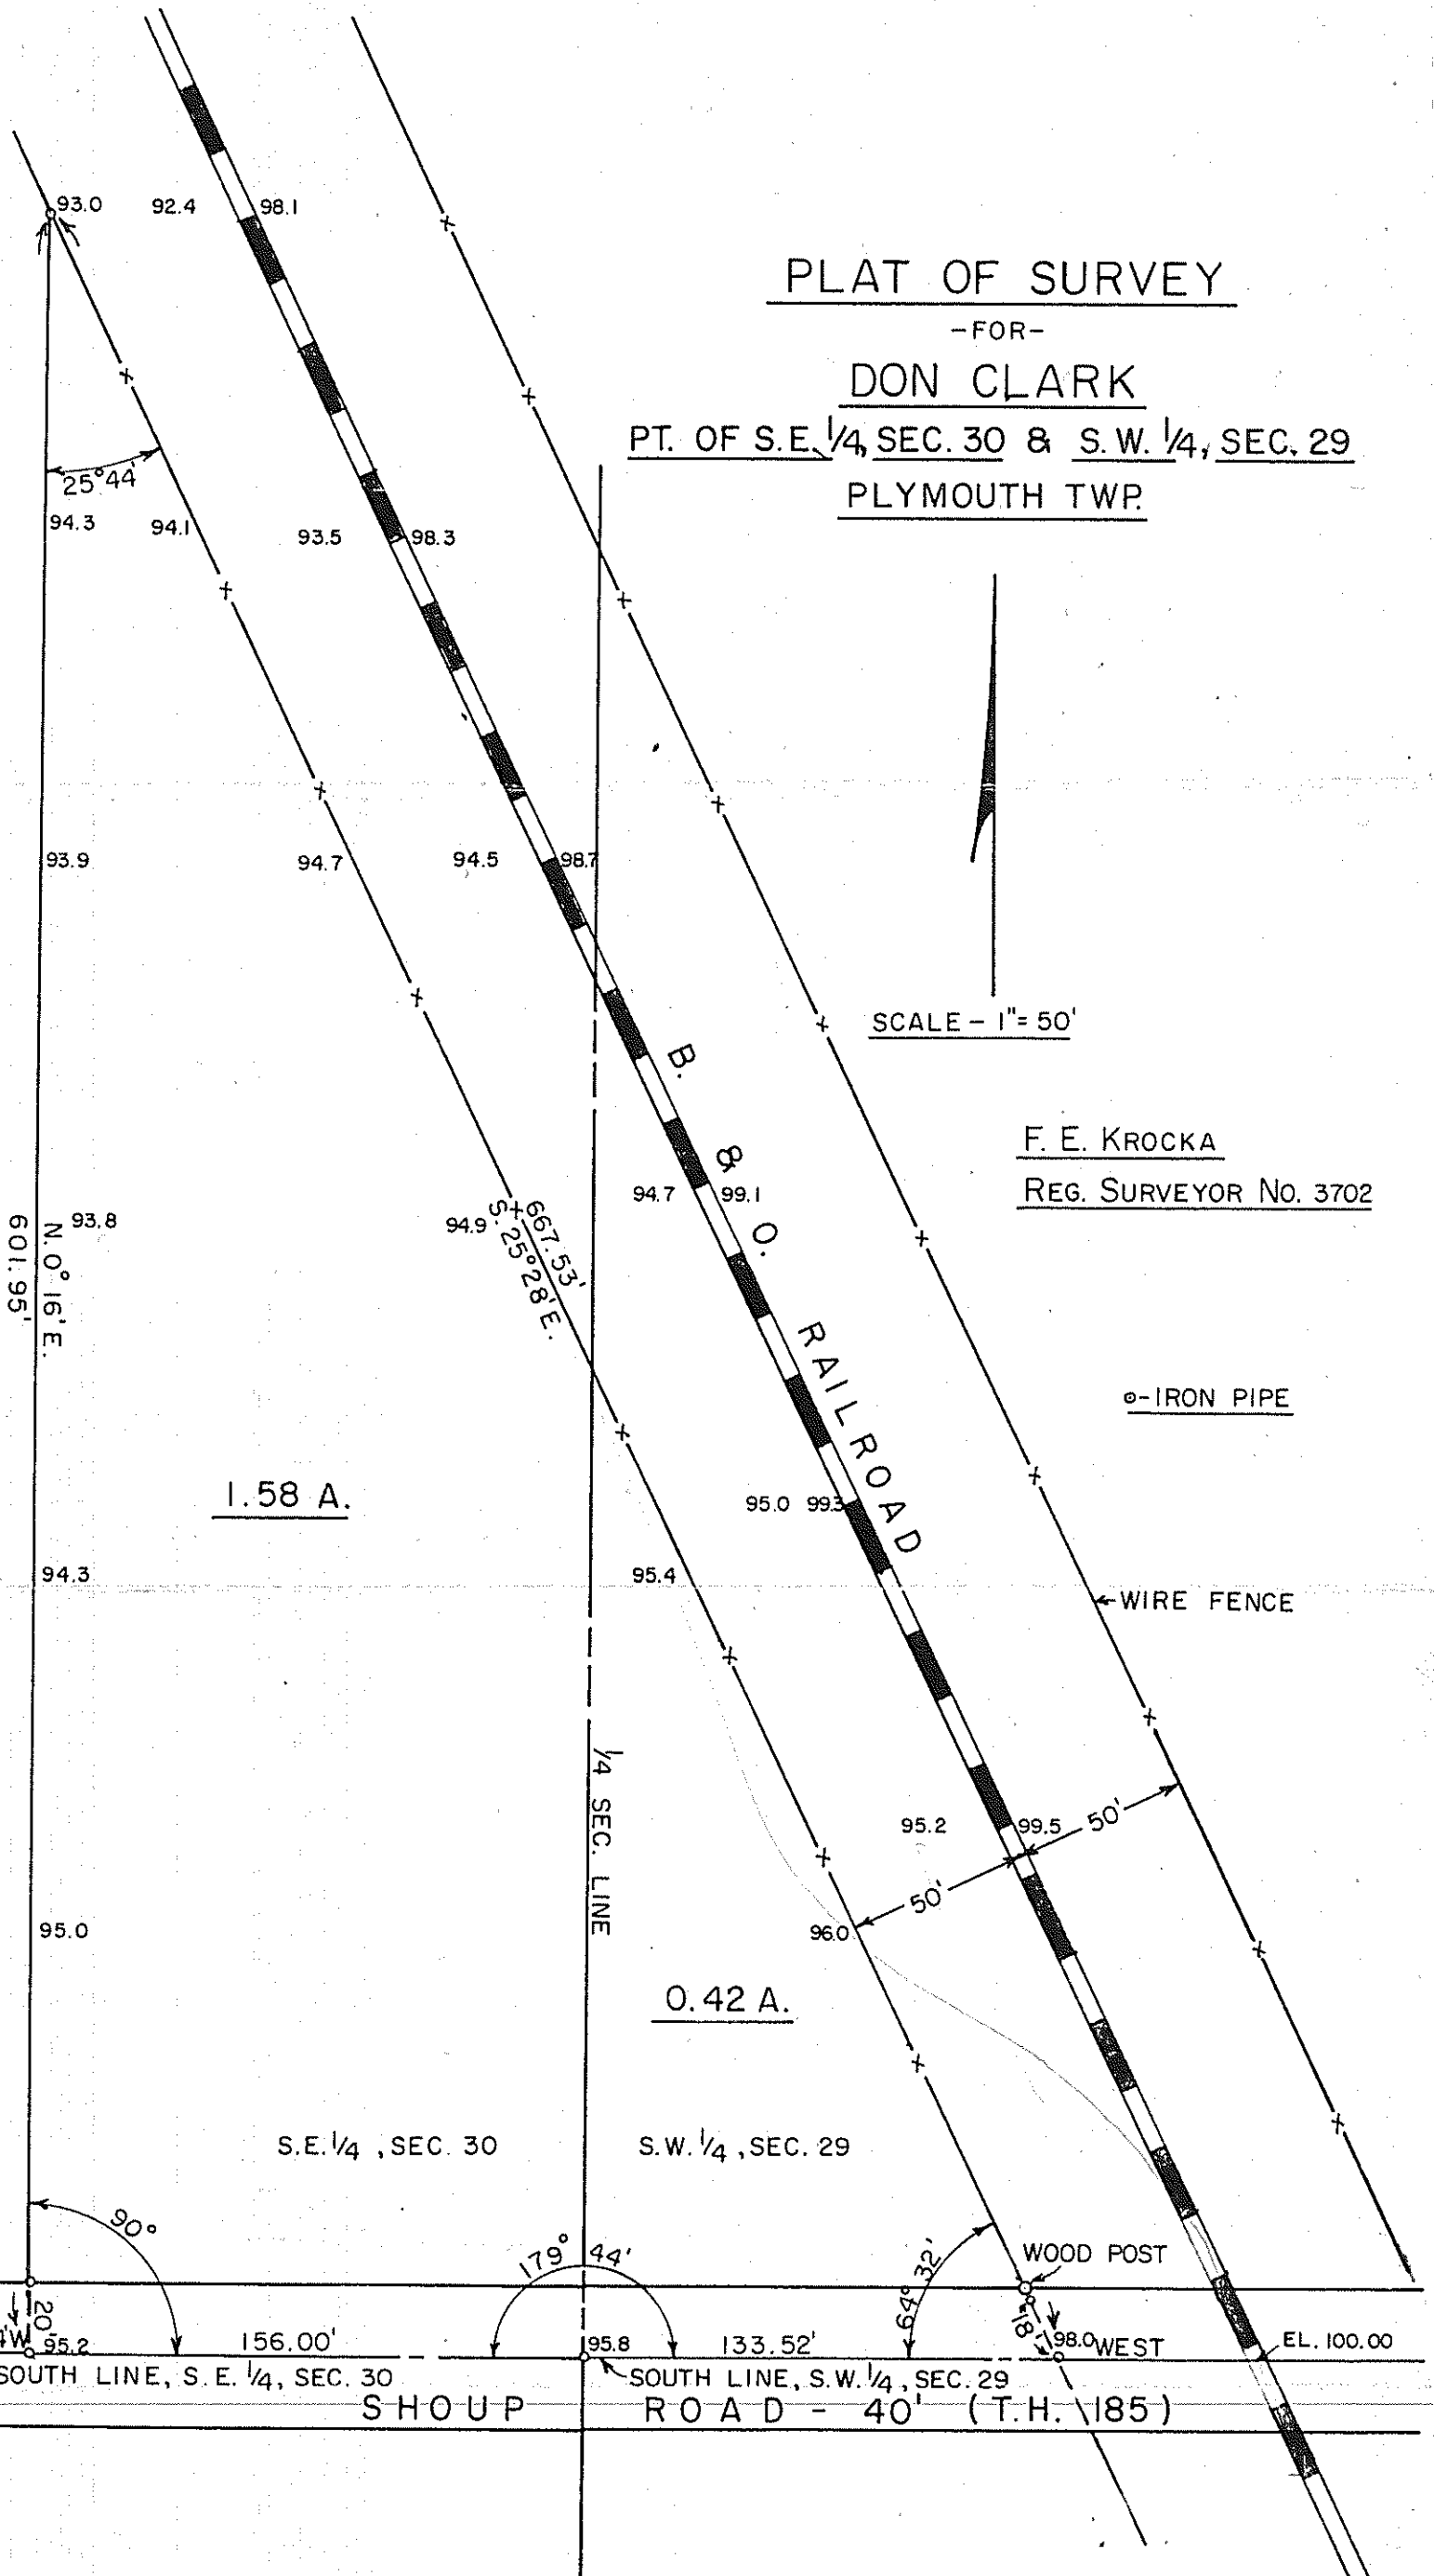 PLAT OF SURVEY
-FOR-
DON CLARK
PT. OF S.E. 1/4, SEC. 30 & S.W. 1/4, SEC. 29
PLYMOUTH TWP.
93.0 92.4 98.1
25°44'
94.3 94.1 93.5 98.3
93.9 94.7 94.5 98.7
SCALE - 1"= 50'
F. E. KROCKA
REG. SURVEYOR NO. 3702
93.8 94.9 94.7 99.1
N. 0° 16' E.
601.95'
667.53'
S. 25°28' E.
B. & O. RAILROAD
⊙-IRON PIPE
1.58 A.
95.0 99.3
94.3 95.4
WIRE FENCE
1/4 SEC. LINE
95.2 99.5
50'
50'
95.0 96.0
0.42 A.
S.E. 1/4, SEC. 30
S.W. 1/4, SEC. 29
90°
179° 44'
64° 32'
WOOD POST
20'
18'
4'W
95.2 156.00' 95.8 133.52' 98.0 WEST EL. 100.00
SOUTH LINE, S.E. 1/4, SEC. 30
SOUTH LINE, S.W. 1/4, SEC. 29
SHOUP ROAD - 40' (T.H. 185)